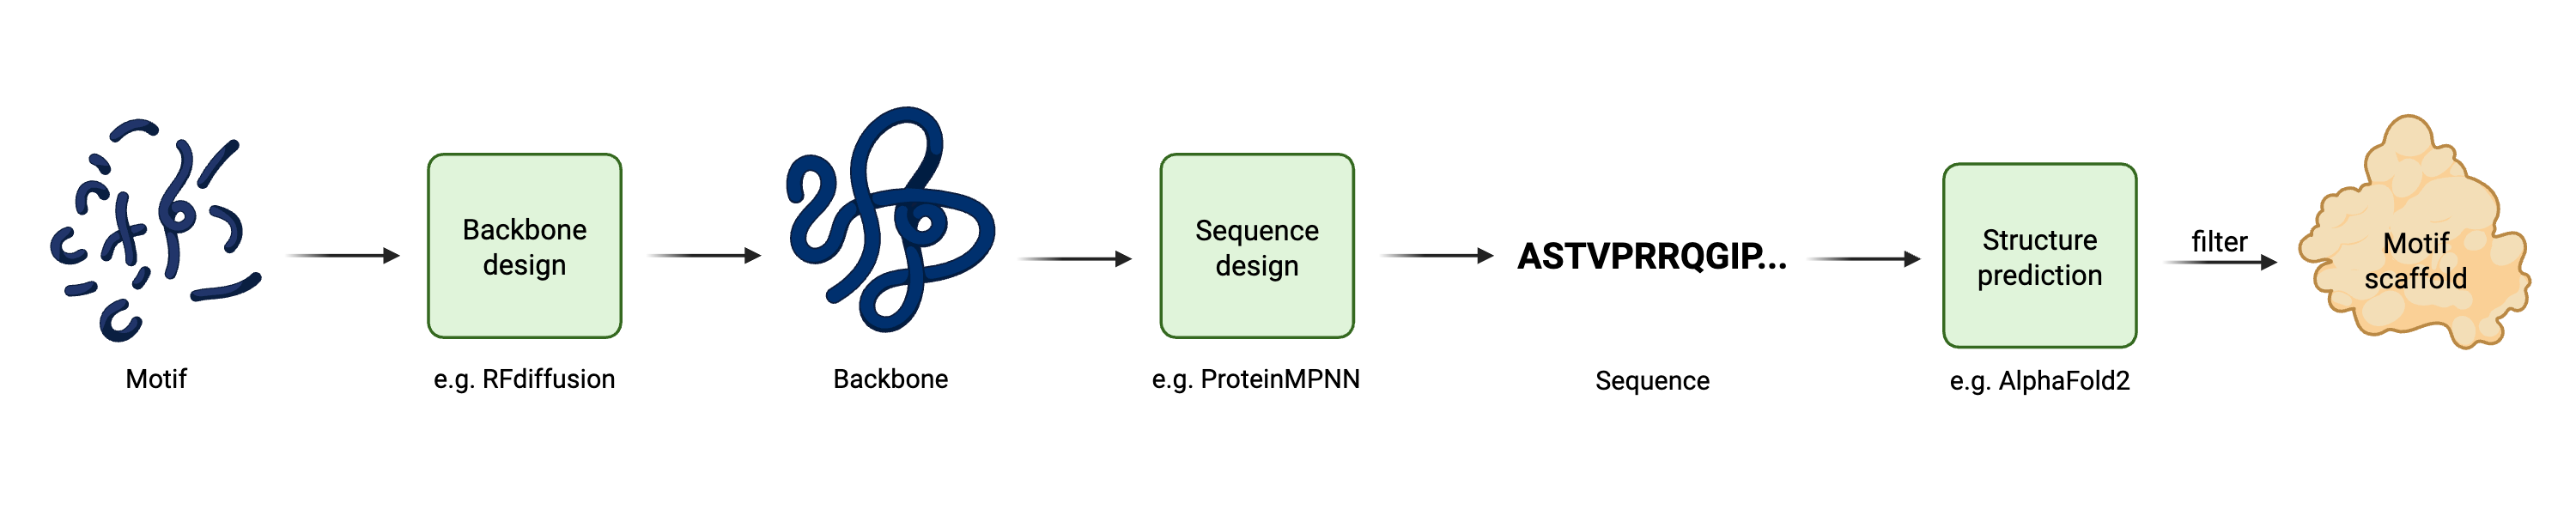 Motif
Backbone
design
e.g. RFdiffusion
Backbone
Sequence
design
e.g. ProteinMPNN
ASTVPRRQGIP...
Sequence
Structure
prediction
e.g. AlphaFold2
filter
Motif
scaffold